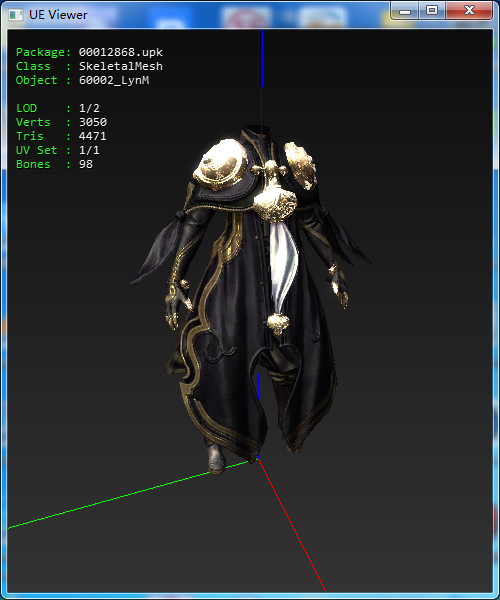 UE Viewer
Package: 00012868.upk
Class  : SkeletalMesh
Object : 60002_LynM
LOD    : 1/2
Verts  : 3050
Tris   : 4471
UV Set : 1/1
Bones  : 98